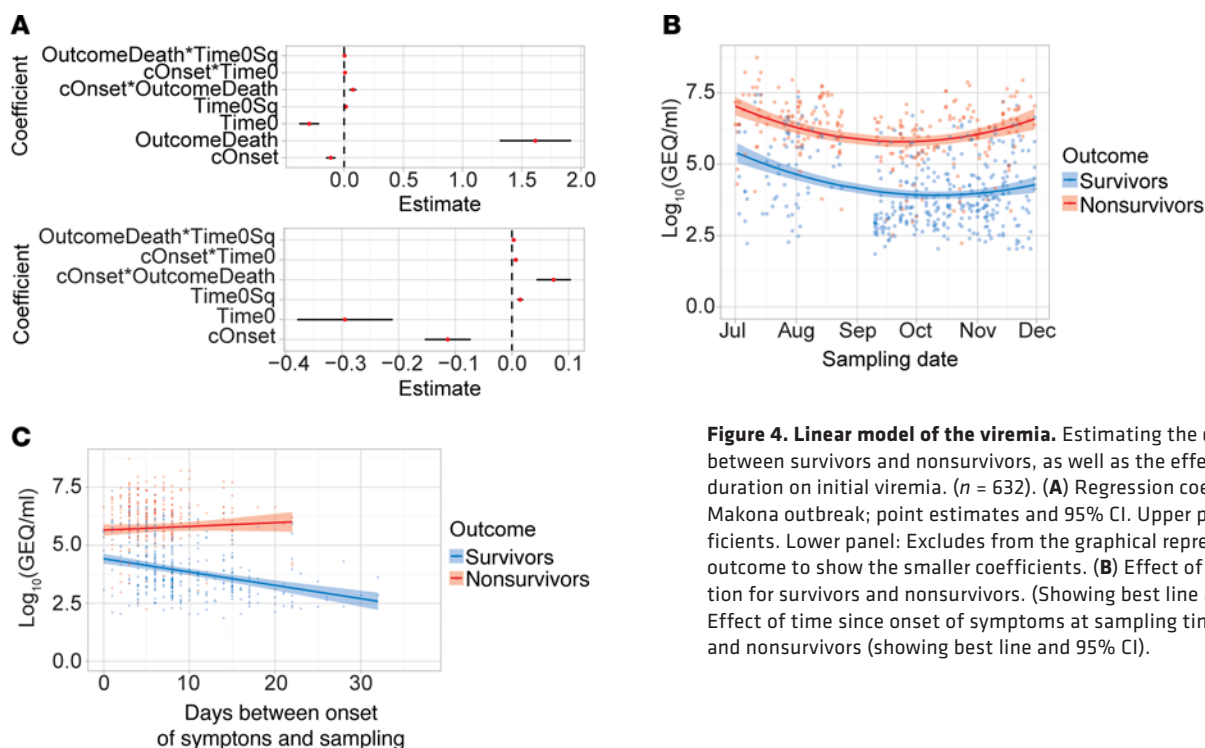 A
Coefficient
OutcomeDeath*Time0Sq
cOnset*Time0
cOnset*OutcomeDeath
Time0Sq
Time0
OutcomeDeath
cOnset
0.0 0.5 1.0 1.5 2.0
Estimate
Coefficient
OutcomeDeath*Time0Sq
cOnset*Time0
cOnset*OutcomeDeath
Time0Sq
Time0
cOnset
−0.4 −0.3 −0.2 −0.1 0.0 0.1
Estimate
B
Log10(GEQ/ml)
7.5
5.0
2.5
0.0
Jul Aug Sep Oct Nov Dec
Sampling date
Outcome
Survivors
Nonsurvivors
C
Log10(GEQ/ml)
7.5
5.0
2.5
0.0
0 10 20 30
Days between onset
of symptons and sampling
Outcome
Survivors
Nonsurvivors
Figure 4. Linear model of the viremia. Estimating the
between survivors and nonsurvivors, as well as the effe
duration on initial viremia. (n = 632). (A) Regression coe
Makona outbreak; point estimates and 95% CI. Upper p
ficients. Lower panel: Excludes from the graphical repre
outcome to show the smaller coefficients. (B) Effect of
tion for survivors and nonsurvivors. (Showing best line
Effect of time since onset of symptoms at sampling tin
and nonsurvivors (showing best line and 95% CI).